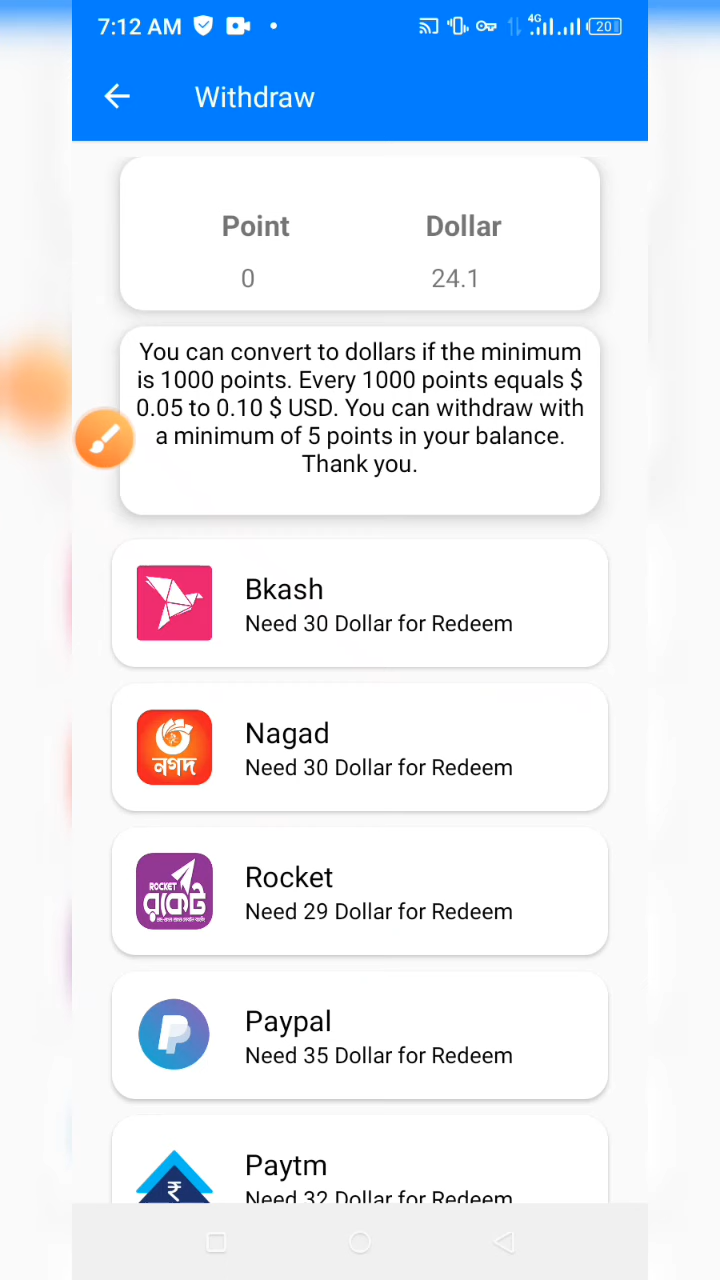 7:12 AM
4G
20
Withdraw
Point
Dollar
0
24.1
You can convert to dollars if the minimum
is 1000 points. Every 1000 points equals $
0.05 to 0.10 $ USD. You can withdraw with
a minimum of 5 points in your balance.
Thank you.
Bkash
Need 30 Dollar for Redeem
নগদ
Nagad
Need 30 Dollar for Redeem
ROCKET
রকেট
Rocket
Need 29 Dollar for Redeem
Paypal
Need 35 Dollar for Redeem
₹
Paytm
Need 32 Dollar for Redeem